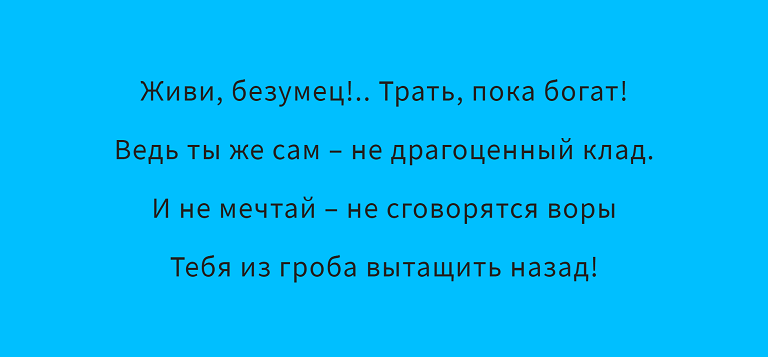 Живи, безумец!.. Трать, пока богат!
Ведь ты же сам – не драгоценный клад.
И не мечтай – не сговорятся воры
Тебя из гроба вытащить назад!